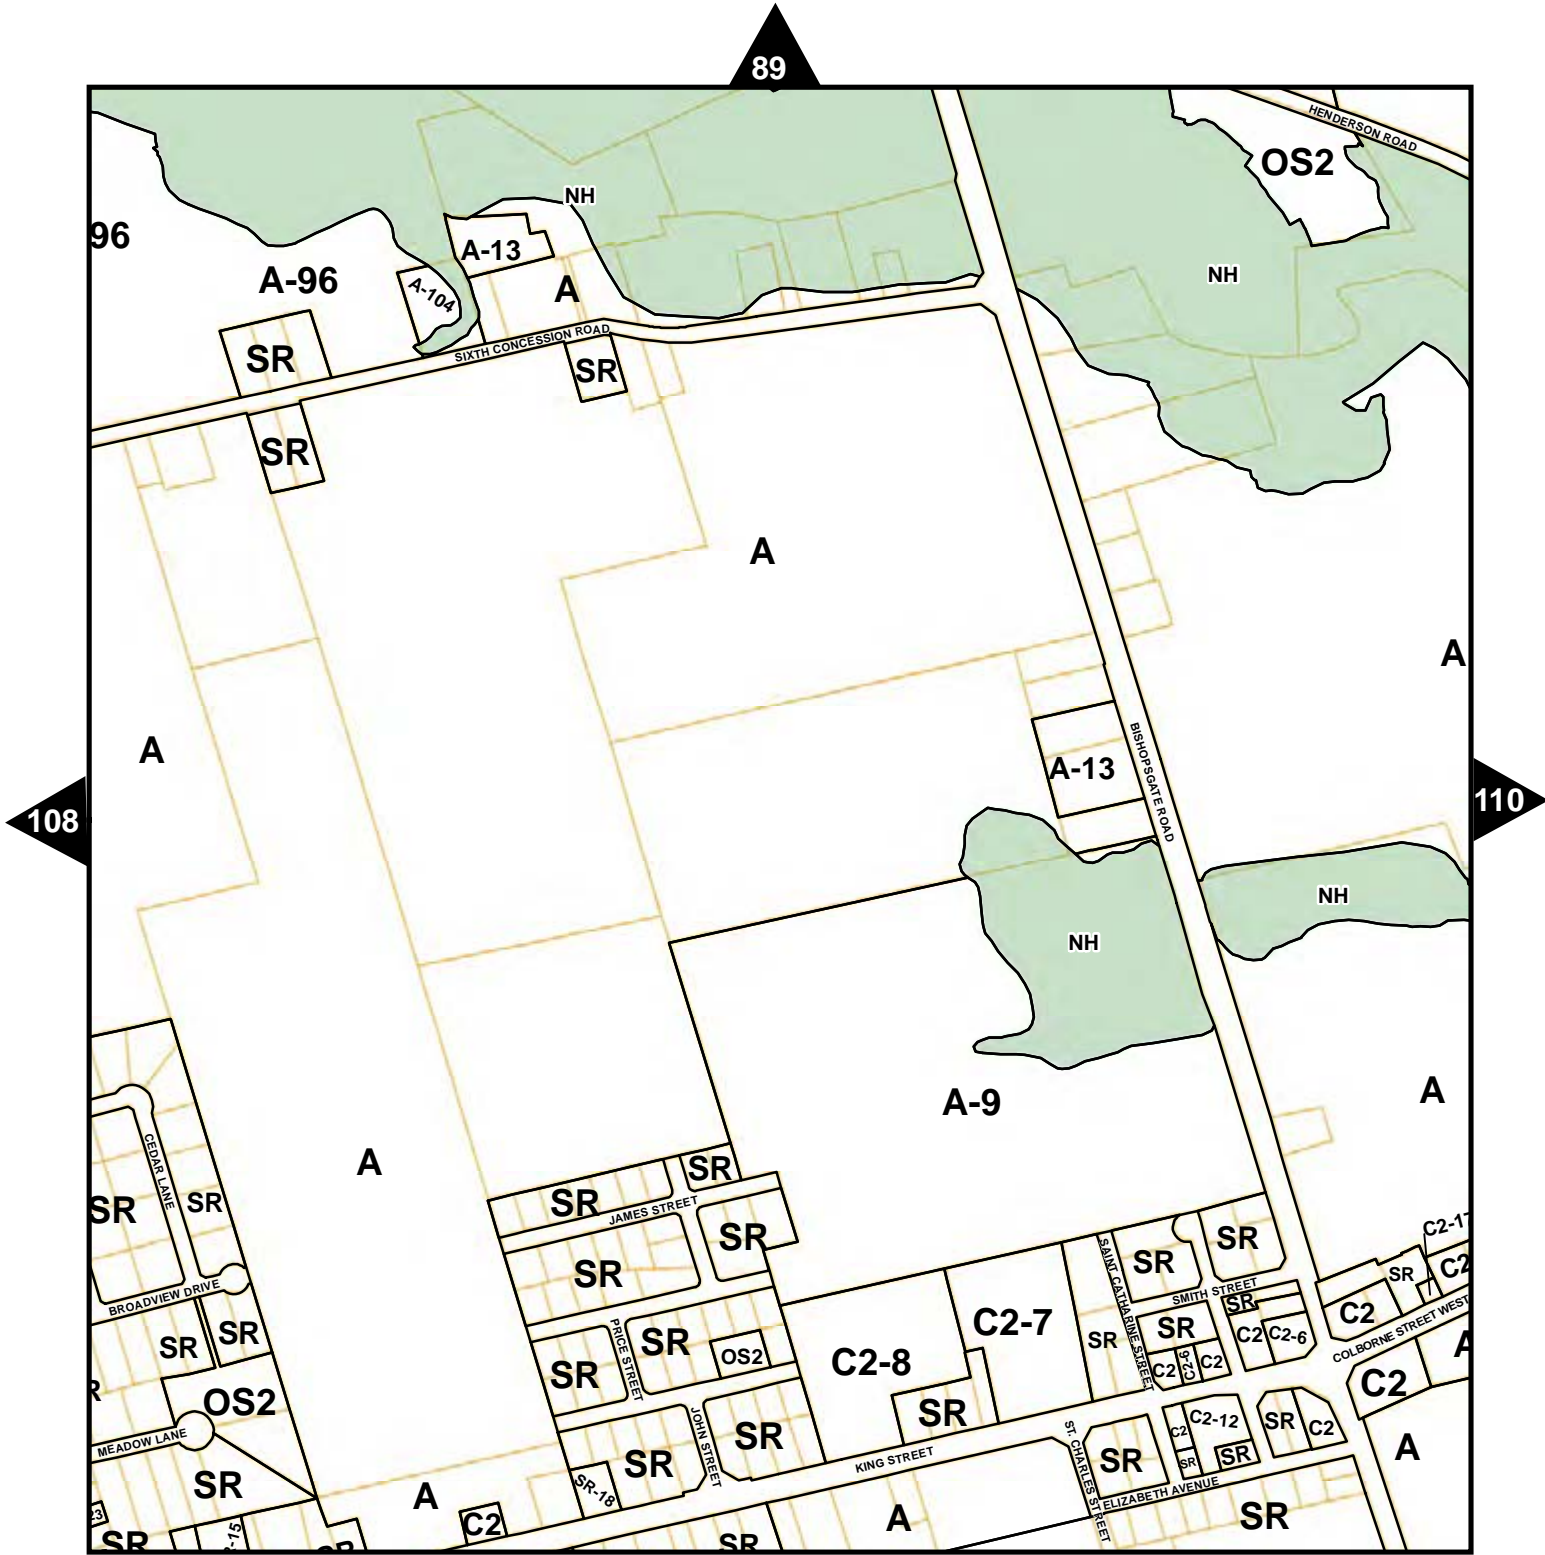 89
HENDERSON ROAD
OS2
NH
96
A-13
A-96
NH
A-104
A
SIXTH CONCESSION ROAD
SR
SR
SR
A
A
A
BISHOPSGATE ROAD
A-13
108
110
NH
NH
A-9
A
A
CEDAR LANE
SR
SR
SR
SR
JAMES STREET
SR
SR
BROADVIEW DRIVE
SR
SR
PRICE STREET
SR
SR
OS2
C2-8
C2-7
SR
SAINT CATHARINE STREET
SR
SR
SMITH STREET
SR
SR
C2
C2-6
C2
C2-6
C2
C2-17
SR
C2
C2
COLBORNE STREET WEST
A
C2
R
OS2
MEADOW LANE
SR
SR
JOHN STREET
SR
SR-18
SR
KING STREET
ST. CHARLES STREET
SR
C2
C2-12
SR
SR
SR
C2
A
ELIZABETH AVENUE
SR
A
C2
A
23
SR
-15
SR
SR